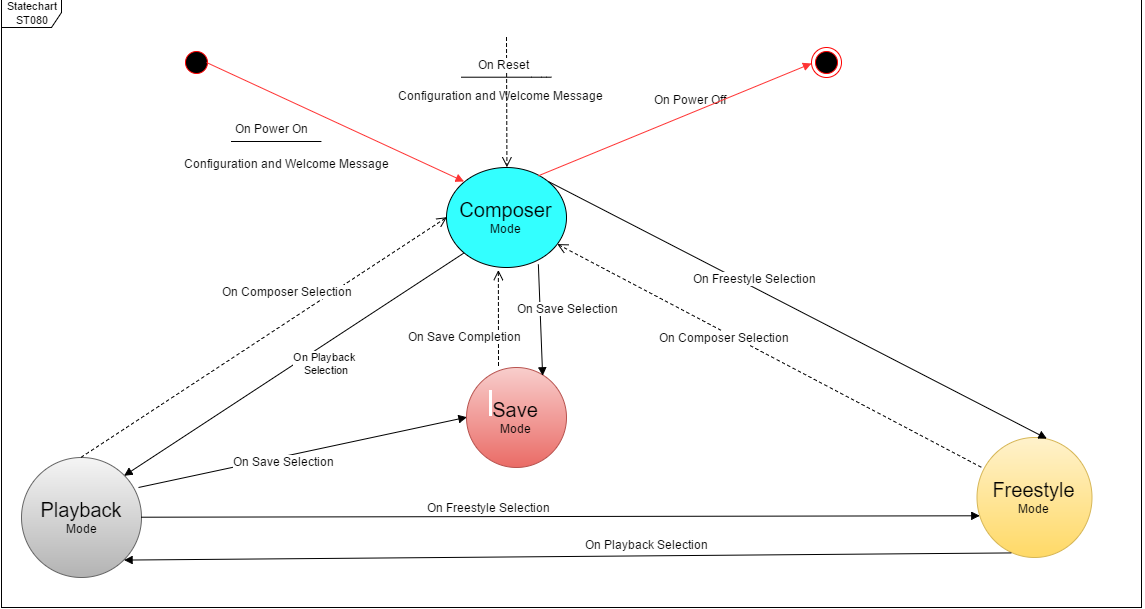 Statechart
ST080
On Reset
Configuration and Welcome Message
On Power Off
On Power On
Configuration and Welcome Message
Composer
Mode
On Freestyle Selection
On Composer Selection
On Save Selection
On Save Completion
On Composer Selection
On Playback
Selection
Save
Mode
On Save Selection
Playback
Mode
On Freestyle Selection
Freestyle
Mode
On Playback Selection